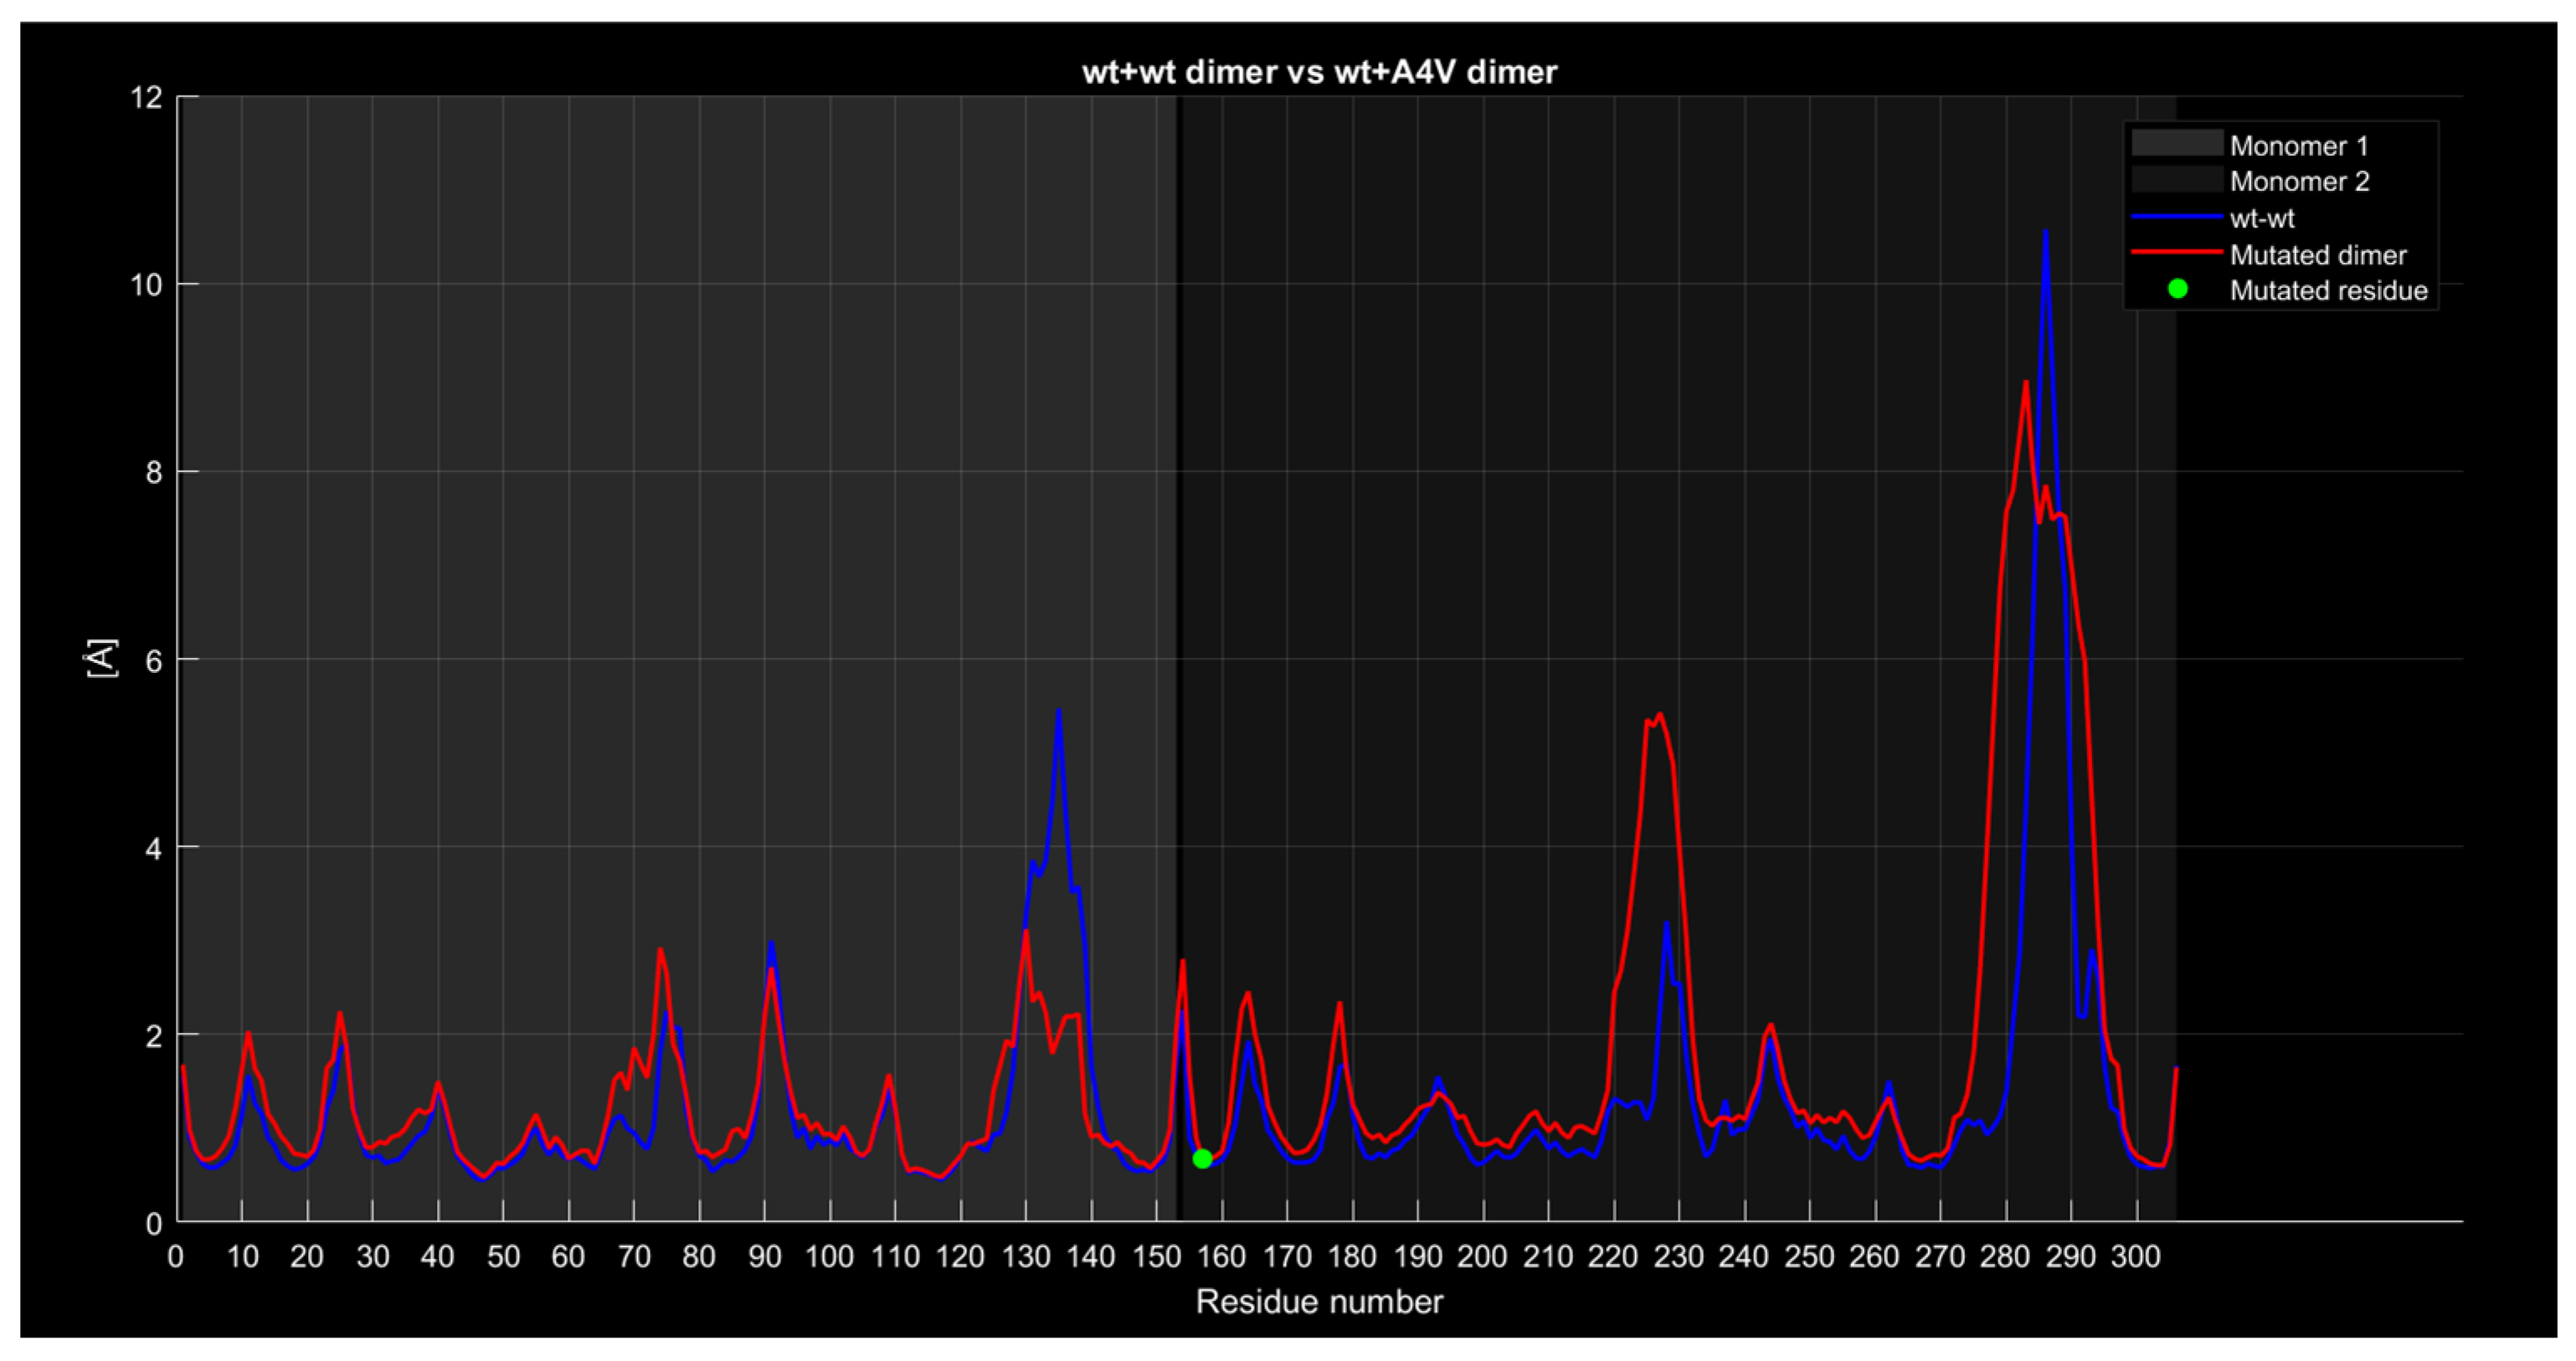 wt+wt dimer vs wt+A4V dimer
12
10
8
6
4
2
0
[Å]
Monomer 1
Monomer 2
wt-wt
Mutated dimer
Mutated residue
0 10 20 30 40 50 60 70 80 90 100 110 120 130 140 150 160 170 180 190 200 210 220 230 240 250 260 270 280 290 300
Residue number